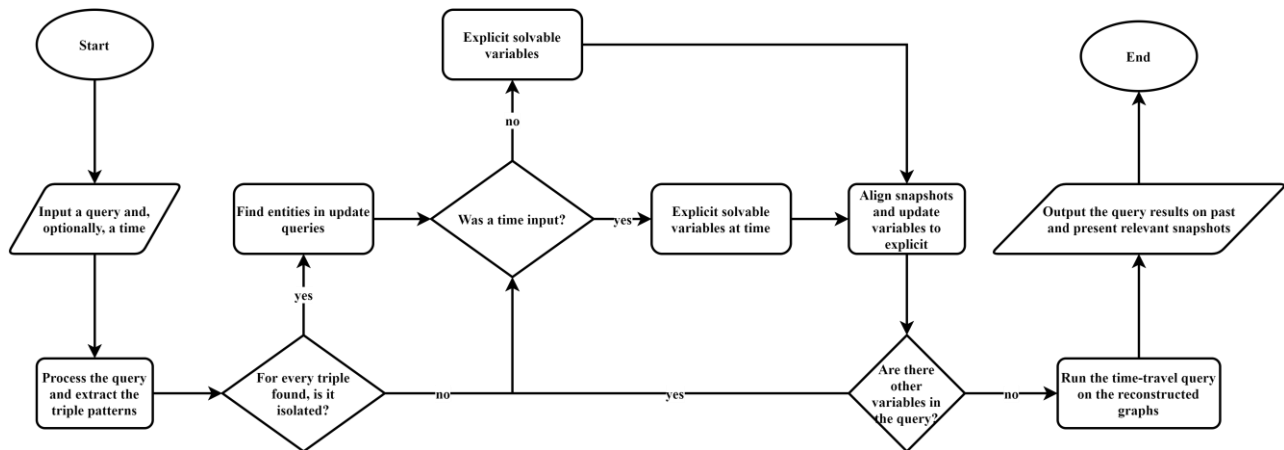 Start
Input a query and,
optionally, a time
Process the query
and extract the
triple patterns
For every triple
found, is it
isolated?
yes
no
Find entities in update
queries
Was a time input?
no
yes
Explicit solvable
variables
Explicit solvable
variables at time
Align snapshots
and update
variables to
explicit
Are there
other
variables in
the query?
yes
no
Run the time-travel query
on the reconstructed
graphs
Output the query results on past
and present relevant snapshots
End